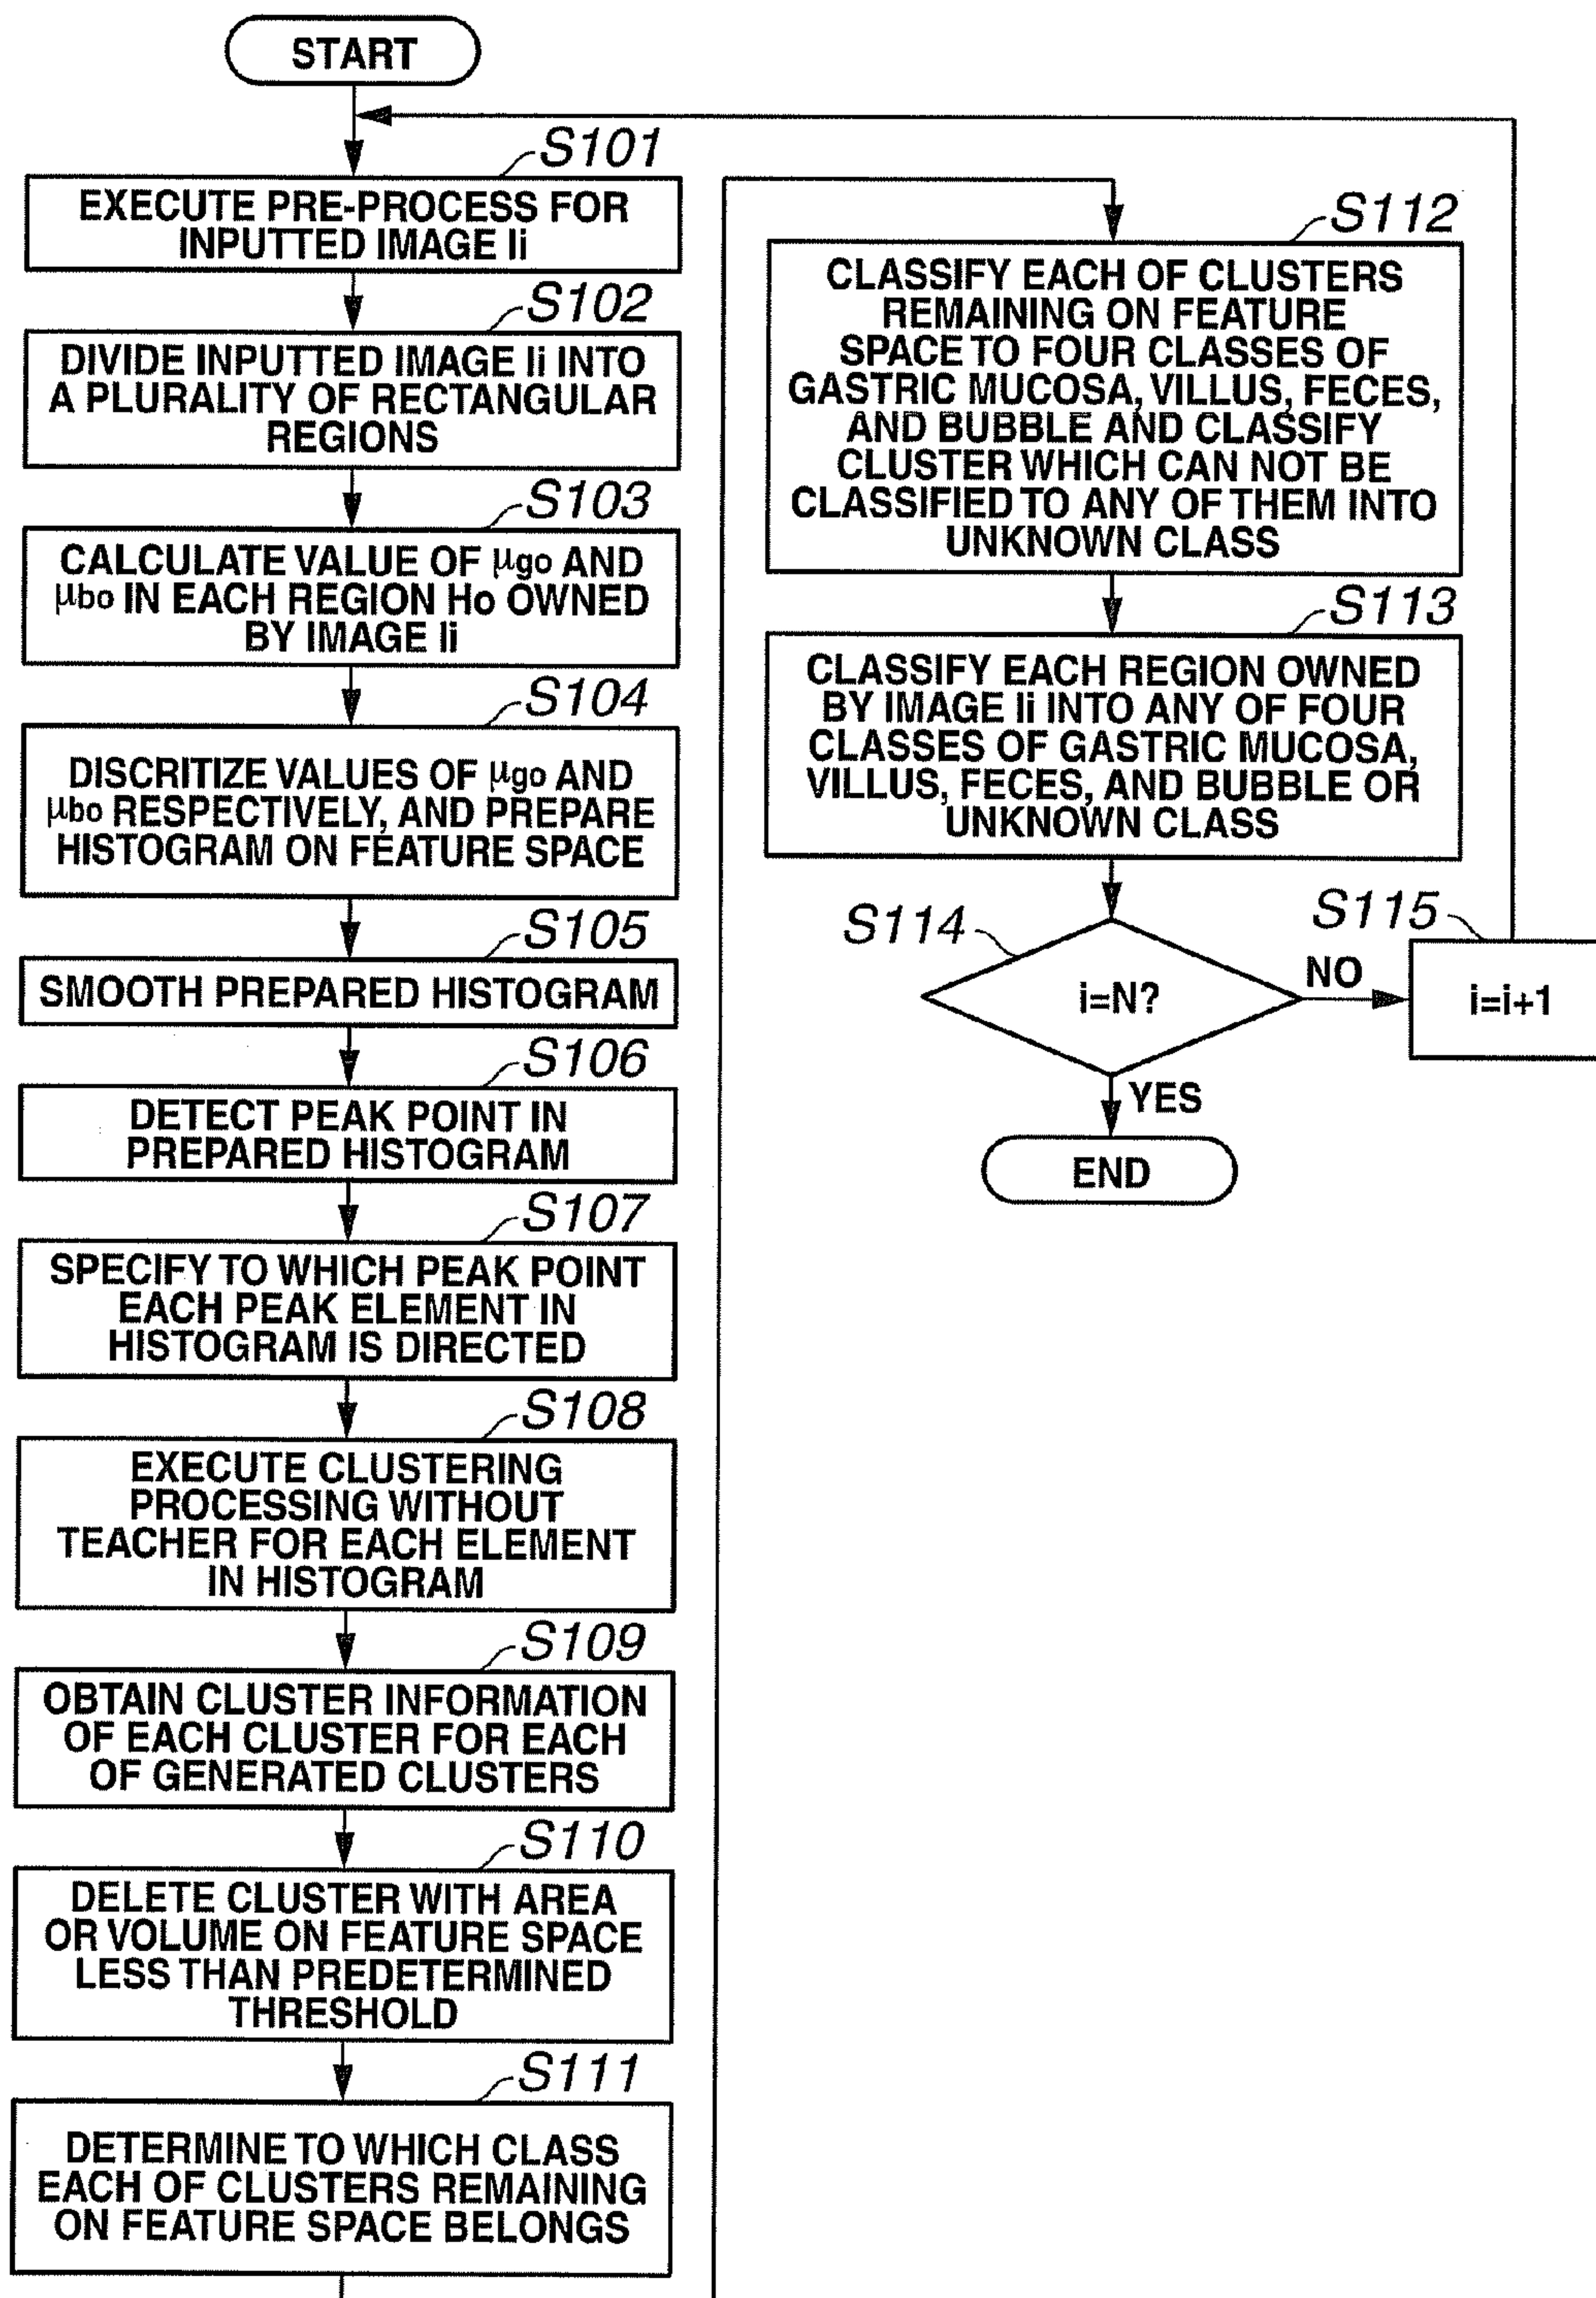 START
S101
EXECUTE PRE-PROCESS FOR
INPUTTED IMAGE Ii
S102
DIVIDE INPUTTED IMAGE Ii INTO
A PLURALITY OF RECTANGULAR
REGIONS
S103
CALCULATE VALUE OF μgo AND
μbo IN EACH REGION Ho OWNED
BY IMAGE Ii
S104
DISCRITIZE VALUES OF μgo AND
μbo RESPECTIVELY, AND PREPARE
HISTOGRAM ON FEATURE SPACE
S105
SMOOTH PREPARED HISTOGRAM
S106
DETECT PEAK POINT IN
PREPARED HISTOGRAM
S107
SPECIFY TO WHICH PEAK POINT
EACH PEAK ELEMENT IN
HISTOGRAM IS DIRECTED
S108
EXECUTE CLUSTERING
PROCESSING WITHOUT
TEACHER FOR EACH ELEMENT
IN HISTOGRAM
S109
OBTAIN CLUSTER INFORMATION
OF EACH CLUSTER FOR EACH
OF GENERATED CLUSTERS
S110
DELETE CLUSTER WITH AREA
OR VOLUME ON FEATURE SPACE
LESS THAN PREDETERMINED
THRESHOLD
S111
DETERMINE TO WHICH CLASS
EACH OF CLUSTERS REMAINING
ON FEATURE SPACE BELONGS
S112
CLASSIFY EACH OF CLUSTERS
REMAINING ON FEATURE
SPACE TO FOUR CLASSES OF
GASTRIC MUCOSA, VILLUS, FECES,
AND BUBBLE AND CLASSIFY
CLUSTER WHICH CAN NOT BE
CLASSIFIED TO ANY OF THEM INTO
UNKNOWN CLASS
S113
CLASSIFY EACH REGION OWNED
BY IMAGE Ii INTO ANY OF FOUR
CLASSES OF GASTRIC MUCOSA,
VILLUS, FECES, AND BUBBLE OR
UNKNOWN CLASS
S114
i=N?
NO
S115
i=i+1
YES
END